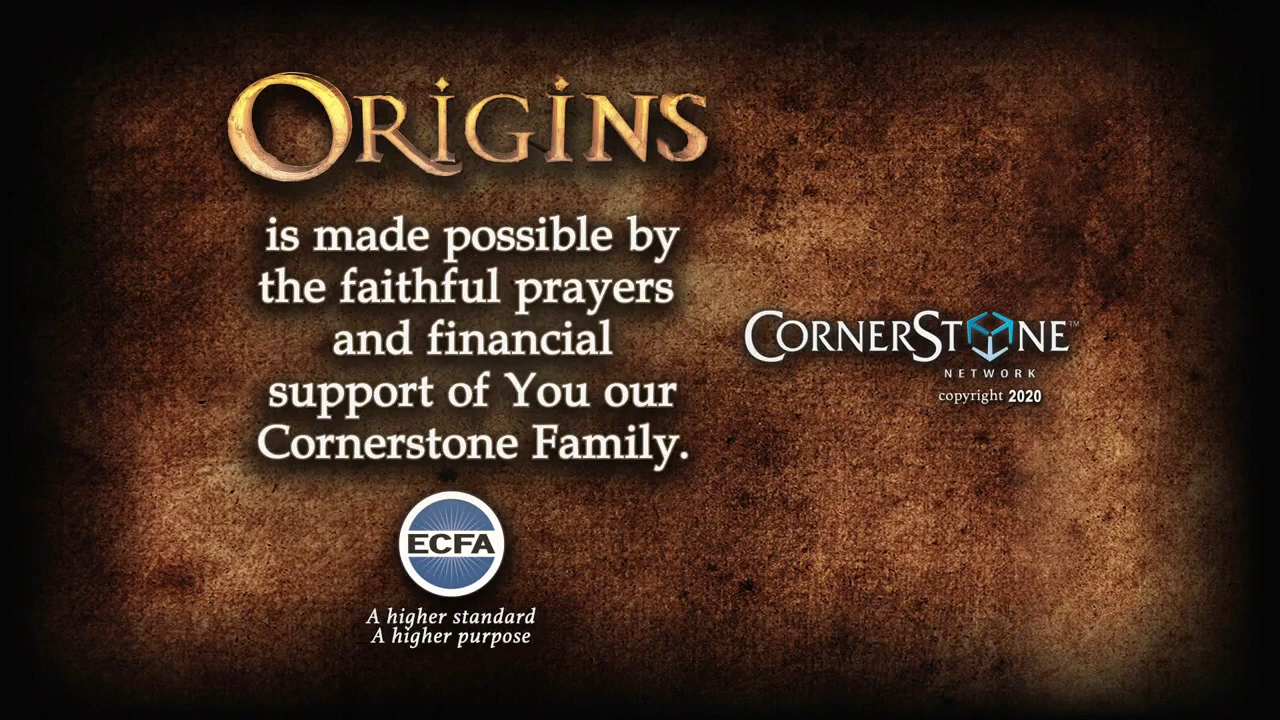 ORIGINS
is made possible by
the faithful prayers
and financial
support of You our
Cornerstone Family.
ECFA
A higher standard
A higher purpose
CORNERSTONE™
NETWORK
copyright 2020